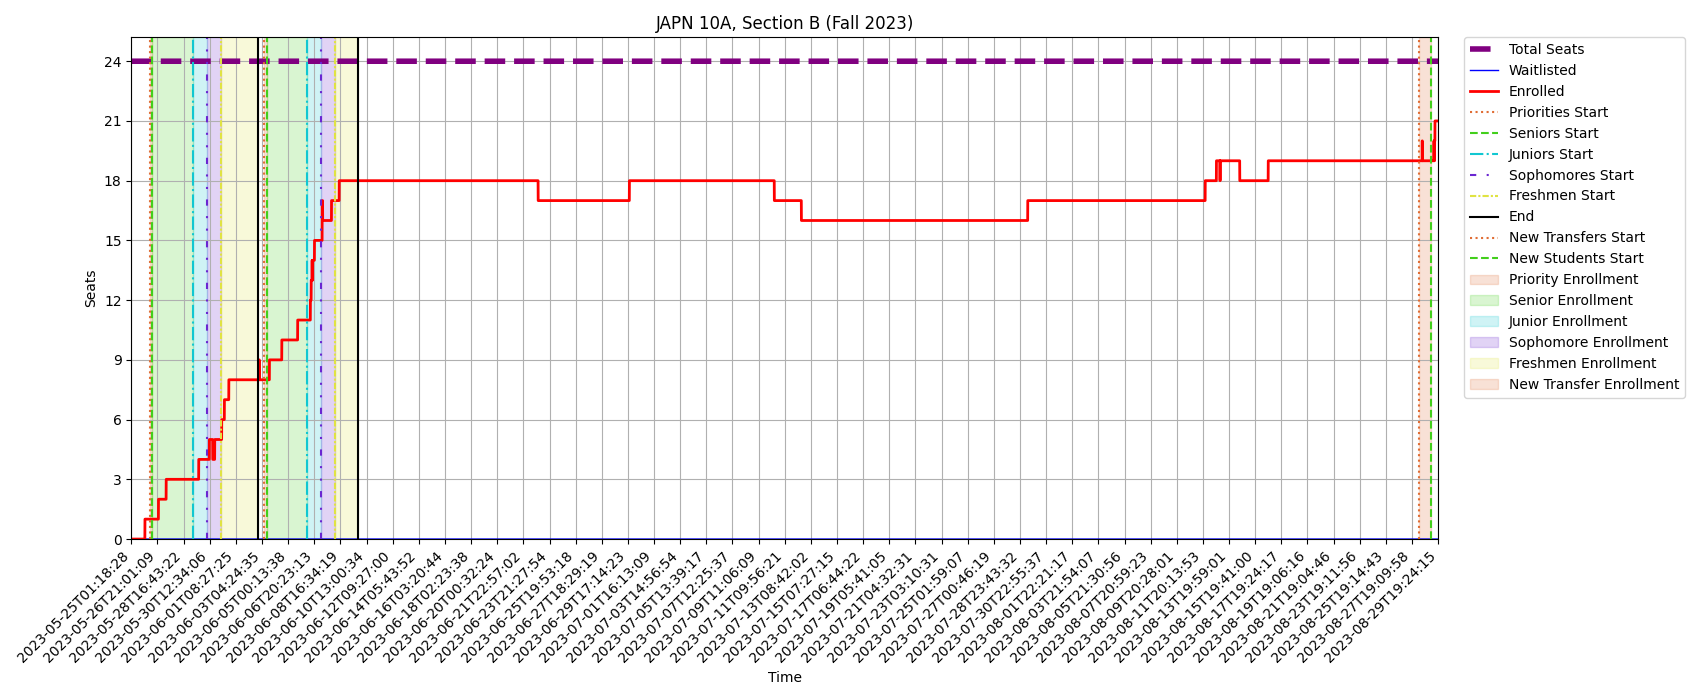 JAPN 10A, Section B (Fall 2023)
Seats
24
21
18
15
12
9
6
3
0
2023-05-25T01:18:28
2023-05-26T21:01:09
2023-05-28T16:43:22
2023-05-30T12:34:06
2023-06-01T08:27:25
2023-06-03T04:24:35
2023-06-05T00:13:38
2023-06-06T20:23:13
2023-06-08T16:34:19
2023-06-10T13:00:34
2023-06-12T09:27:00
2023-06-14T05:43:52
2023-06-16T03:20:44
2023-06-18T02:23:38
2023-06-20T00:32:24
2023-06-21T22:57:02
2023-06-23T21:27:54
2023-06-25T19:53:18
2023-06-27T18:29:19
2023-06-29T17:14:23
2023-07-01T16:13:09
2023-07-03T14:56:54
2023-07-05T13:39:17
2023-07-07T12:25:37
2023-07-09T11:06:09
2023-07-11T09:56:21
2023-07-13T08:42:02
2023-07-15T07:27:15
2023-07-17T06:44:22
2023-07-19T05:41:05
2023-07-21T04:32:31
2023-07-23T03:10:31
2023-07-25T01:59:07
2023-07-27T00:46:19
2023-07-28T23:43:32
2023-07-30T22:55:37
2023-08-01T22:21:17
2023-08-03T21:54:07
2023-08-05T21:30:56
2023-08-07T20:59:23
2023-08-09T20:28:01
2023-08-11T20:13:53
2023-08-13T19:59:01
2023-08-15T19:41:00
2023-08-17T19:24:17
2023-08-19T19:06:16
2023-08-21T19:04:46
2023-08-23T19:11:56
2023-08-25T19:14:43
2023-08-27T19:09:58
2023-08-29T19:24:15
Time
Total Seats
Waitlisted
Enrolled
Priorities Start
Seniors Start
Juniors Start
Sophomores Start
Freshmen Start
End
New Transfers Start
New Students Start
Priority Enrollment
Senior Enrollment
Junior Enrollment
Sophomore Enrollment
Freshmen Enrollment
New Transfer Enrollment